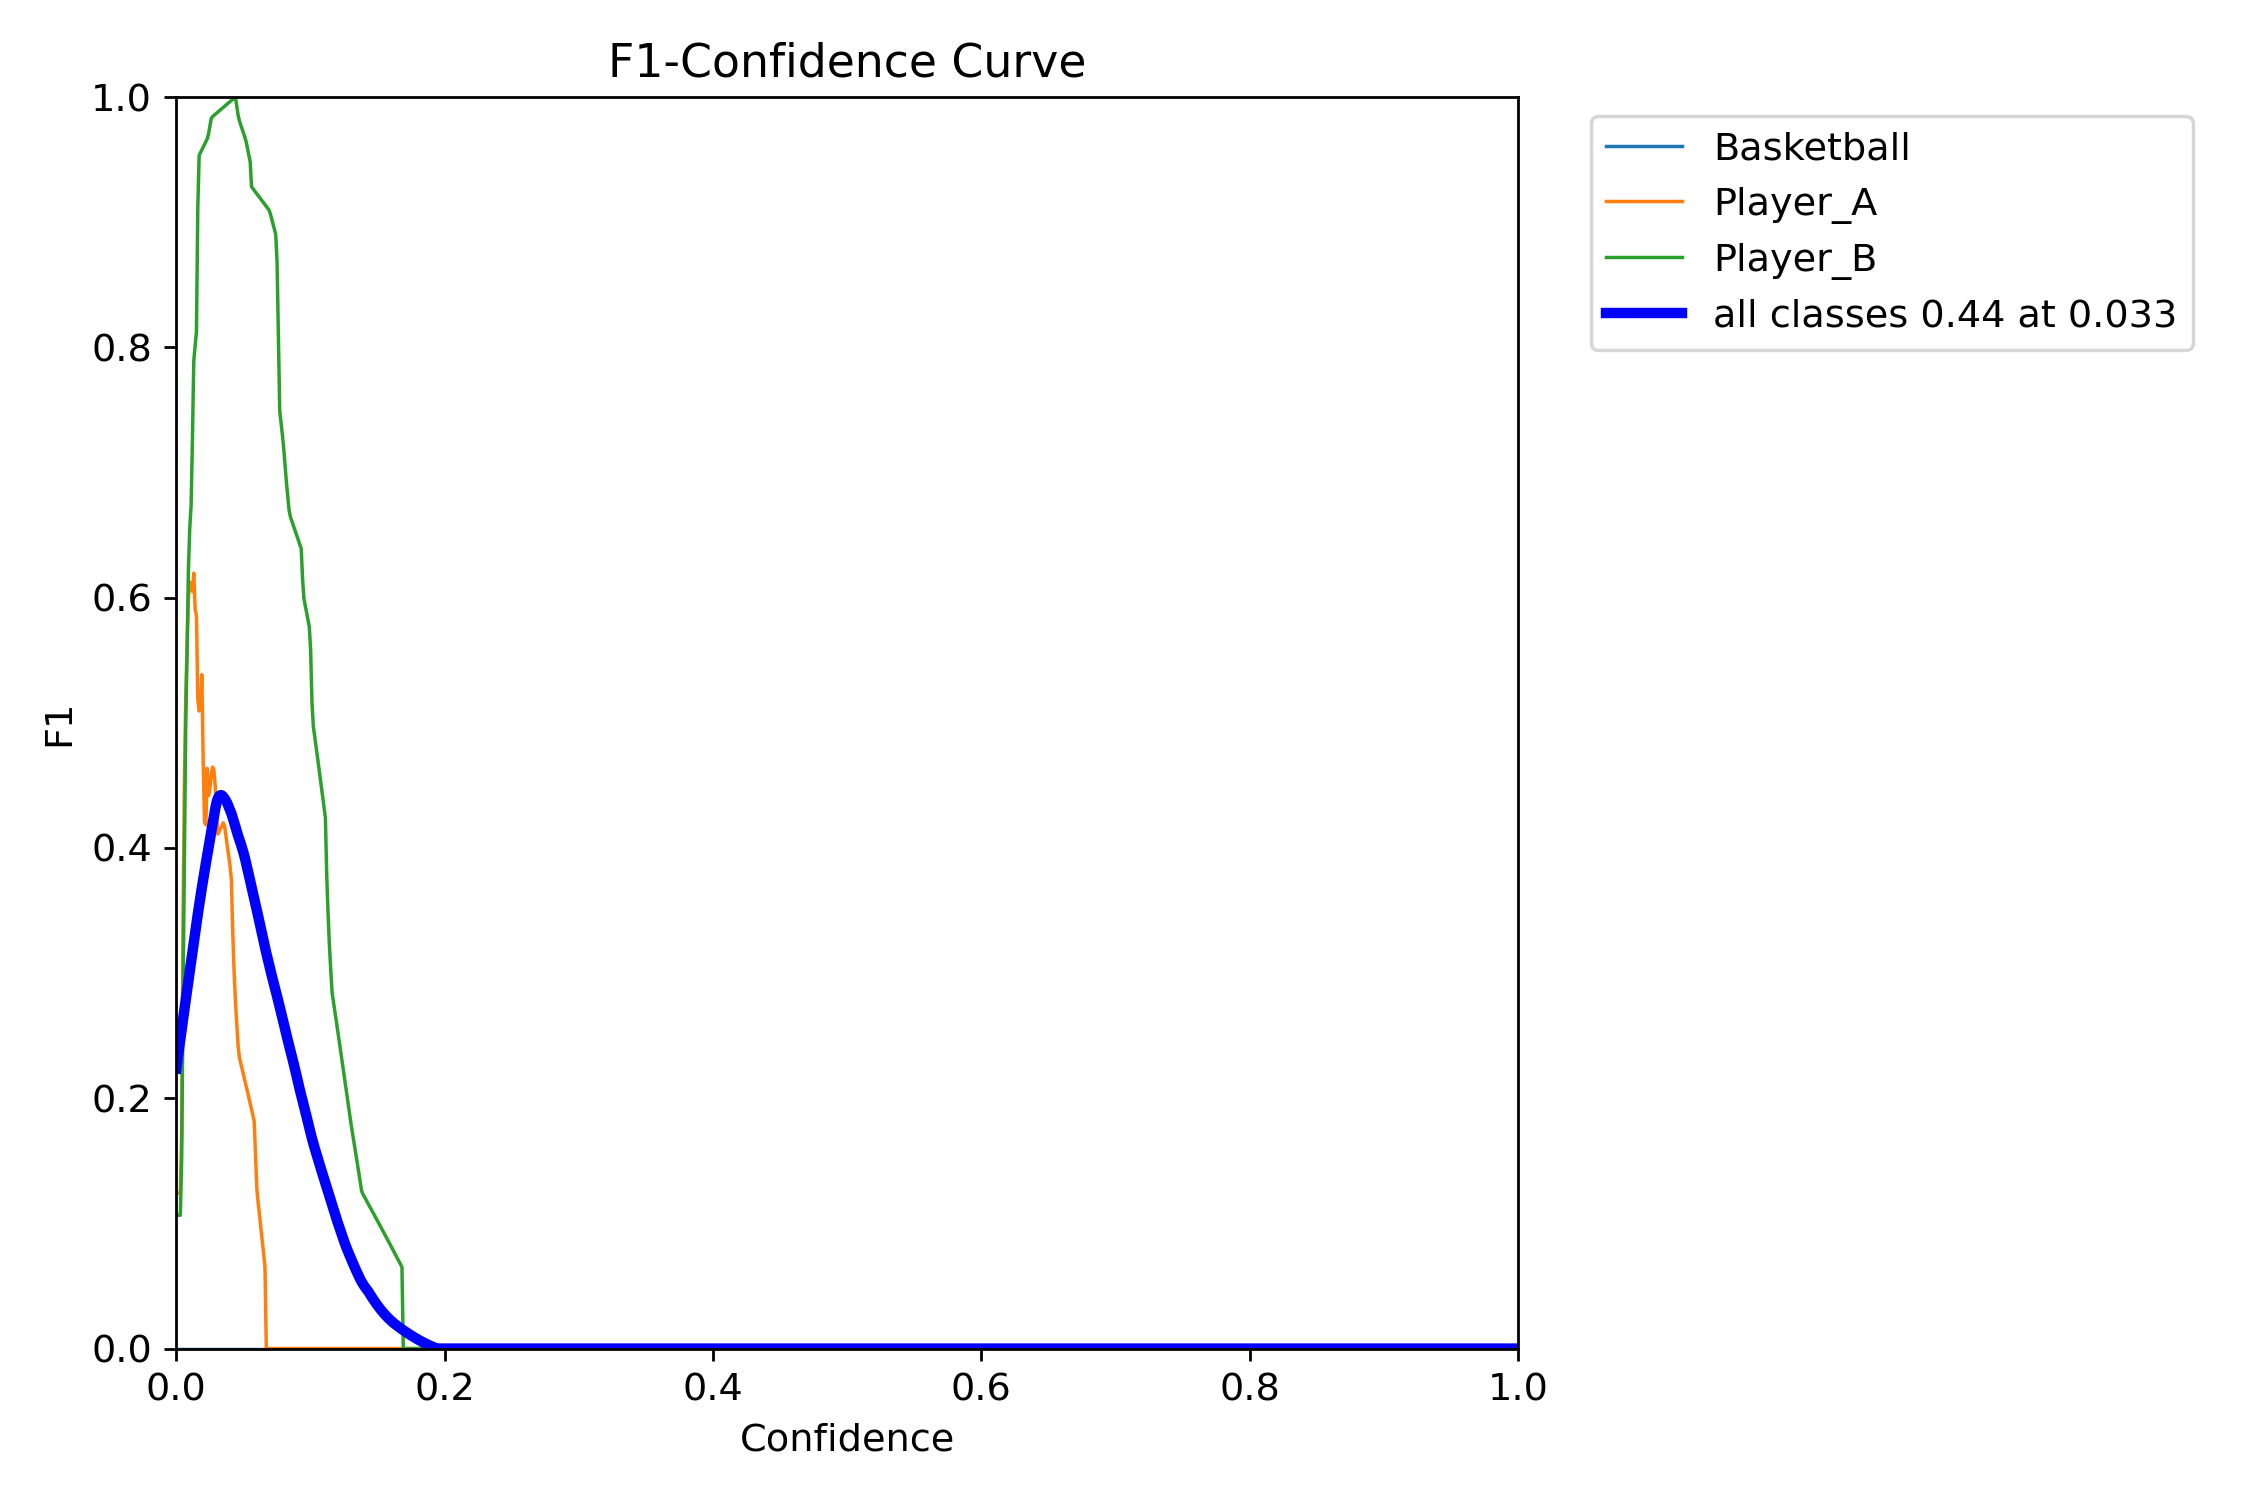 F1-Confidence Curve
1.0
0.8
0.6
0.4
0.2
0.0
F1
0.0 0.2 0.4 0.6 0.8 1.0
Confidence
Basketball
Player_A
Player_B
all classes 0.44 at 0.033